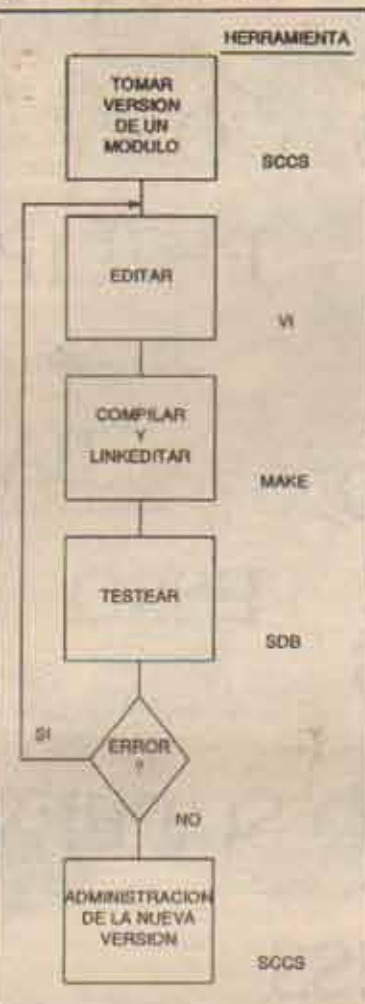 HERRAMIENTA
TOMAR
VERSION
DE UN
MODULO
SCCS
EDITAR
VI
COMPILAR
Y
LINKEDITAR
MAKE
TESTEAR
SDB
SI
ERROR
?
NO
ADMINISTRACION
DE LA NUEVA
VERSION
SCCS